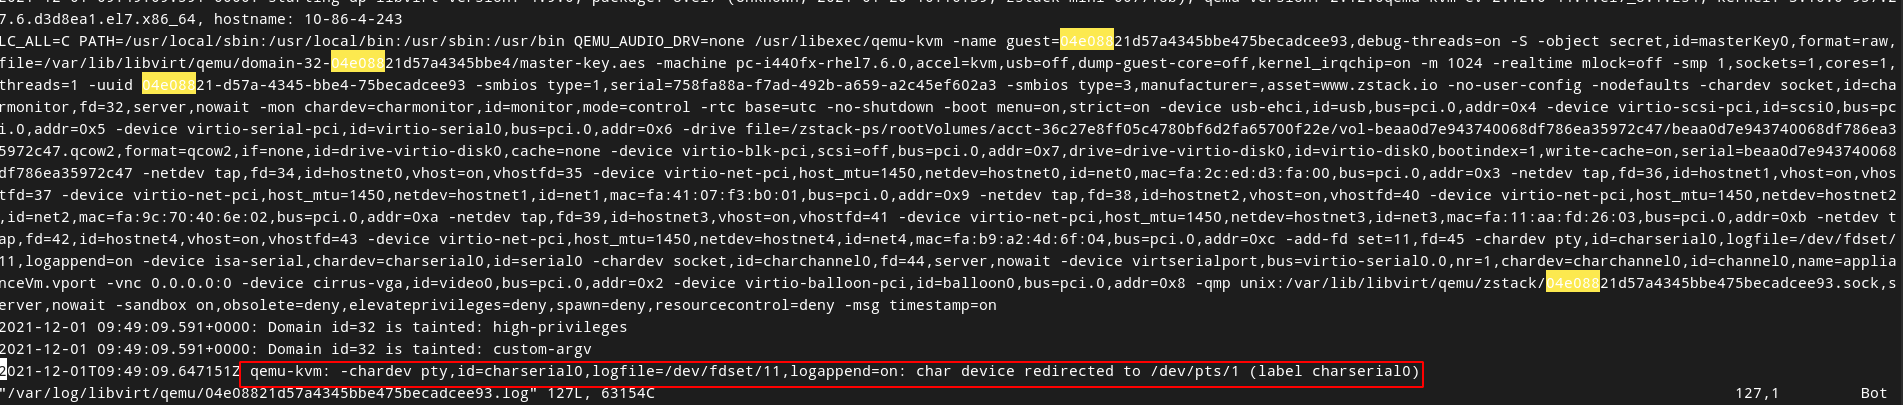 7.6.d3d8ea1.el7.x86_64, hostname: 10-86-4-243
LC_ALL=C PATH=/usr/local/sbin:/usr/local/bin:/usr/sbin:/usr/bin QEMU_AUDIO_DRV=none /usr/libexec/qemu-kvm -name guest=04e08821d57a4345bbe475becadcee93,debug-threads=on -S -object secret,id=masterKey0,format=raw,
file=/var/lib/libvirt/qemu/domain-32-04e08821d57a4345bbe4/master-key.aes -machine pc-i440fx-rhel7.6.0,accel=kvm,usb=off,dump-guest-core=off,kernel_irqchip=on -m 1024 -realtime mlock=off -smp 1,sockets=1,cores=1,
threads=1 -uuid 04e08821-d57a-4345-bbe4-75becadcee93 -smbios type=1,serial=758fa88a-f7ad-492b-a659-a2c45ef602a3 -smbios type=3,manufacturer=,asset=www.zstack.io -no-user-config -nodefaults -chardev socket,id=cha
rmonitor,fd=32,server,nowait -mon chardev=charmonitor,id=monitor,mode=control -rtc base=utc -no-shutdown -boot menu=on,strict=on -device usb-ehci,id=usb,bus=pci.0,addr=0x4 -device virtio-scsi-pci,id=scsi0,bus=pc
i.0,addr=0x5 -device virtio-serial-pci,id=virtio-serial0,bus=pci.0,addr=0x6 -drive file=/zstack-ps/rootVolumes/acct-36c27e8ff05c4780bf6d2fa65700f22e/vol-beaa0d7e943740068df786ea35972c47/beaa0d7e943740068df786ea3
5972c47.qcow2,format=qcow2,if=none,id=drive-virtio-disk0,cache=none -device virtio-blk-pci,scsi=off,bus=pci.0,addr=0x7,drive=drive-virtio-disk0,id=virtio-disk0,bootindex=1,write-cache=on,serial=beaa0d7e943740068
df786ea35972c47 -netdev tap,fd=34,id=hostnet0,vhost=on,vhostfd=35 -device virtio-net-pci,host_mtu=1450,netdev=hostnet0,id=net0,mac=fa:2c:ed:d3:fa:00,bus=pci.0,addr=0x3 -netdev tap,fd=36,id=hostnet1,vhost=on,vhos
tfd=37 -device virtio-net-pci,host_mtu=1450,netdev=hostnet1,id=net1,mac=fa:41:07:f3:b0:01,bus=pci.0,addr=0x9 -netdev tap,fd=38,id=hostnet2,vhost=on,vhostfd=40 -device virtio-net-pci,host_mtu=1450,netdev=hostnet2
,id=net2,mac=fa:9c:70:40:6e:02,bus=pci.0,addr=0xa -netdev tap,fd=39,id=hostnet3,vhost=on,vhostfd=41 -device virtio-net-pci,host_mtu=1450,netdev=hostnet3,id=net3,mac=fa:11:aa:fd:26:03,bus=pci.0,addr=0xb -netdev t
ap,fd=42,id=hostnet4,vhost=on,vhostfd=43 -device virtio-net-pci,host_mtu=1450,netdev=hostnet4,id=net4,mac=fa:b9:a2:4d:6f:04,bus=pci.0,addr=0xc -add-fd set=11,fd=45 -chardev pty,id=charserial0,logfile=/dev/fdset/
11,logappend=on -device isa-serial,chardev=charserial0,id=serial0 -chardev socket,id=charchannel0,fd=44,server,nowait -device virtserialport,bus=virtio-serial0.0,nr=1,chardev=charchannel0,id=channel0,name=applia
nceVm.vport -vnc 0.0.0.0:0 -device cirrus-vga,id=video0,bus=pci.0,addr=0x2 -device virtio-balloon-pci,id=balloon0,bus=pci.0,addr=0x8 -qmp unix:/var/lib/libvirt/qemu/zstack/04e08821d57a4345bbe475becadcee93.sock,s
erver,nowait -sandbox on,obsolete=deny,elevateprivileges=deny,spawn=deny,resourcecontrol=deny -msg timestamp=on
2021-12-01 09:49:09.591+0000: Domain id=32 is tainted: high-privileges
2021-12-01 09:49:09.591+0000: Domain id=32 is tainted: custom-argv
2021-12-01T09:49:09.647151Z qemu-kvm: -chardev pty,id=charserial0,logfile=/dev/fdset/11,logappend=on: char device redirected to /dev/pts/1 (label charserial0)
"/var/log/libvirt/qemu/04e08821d57a4345bbe475becadcee93.log" 127L, 63154C 127,1 Bot